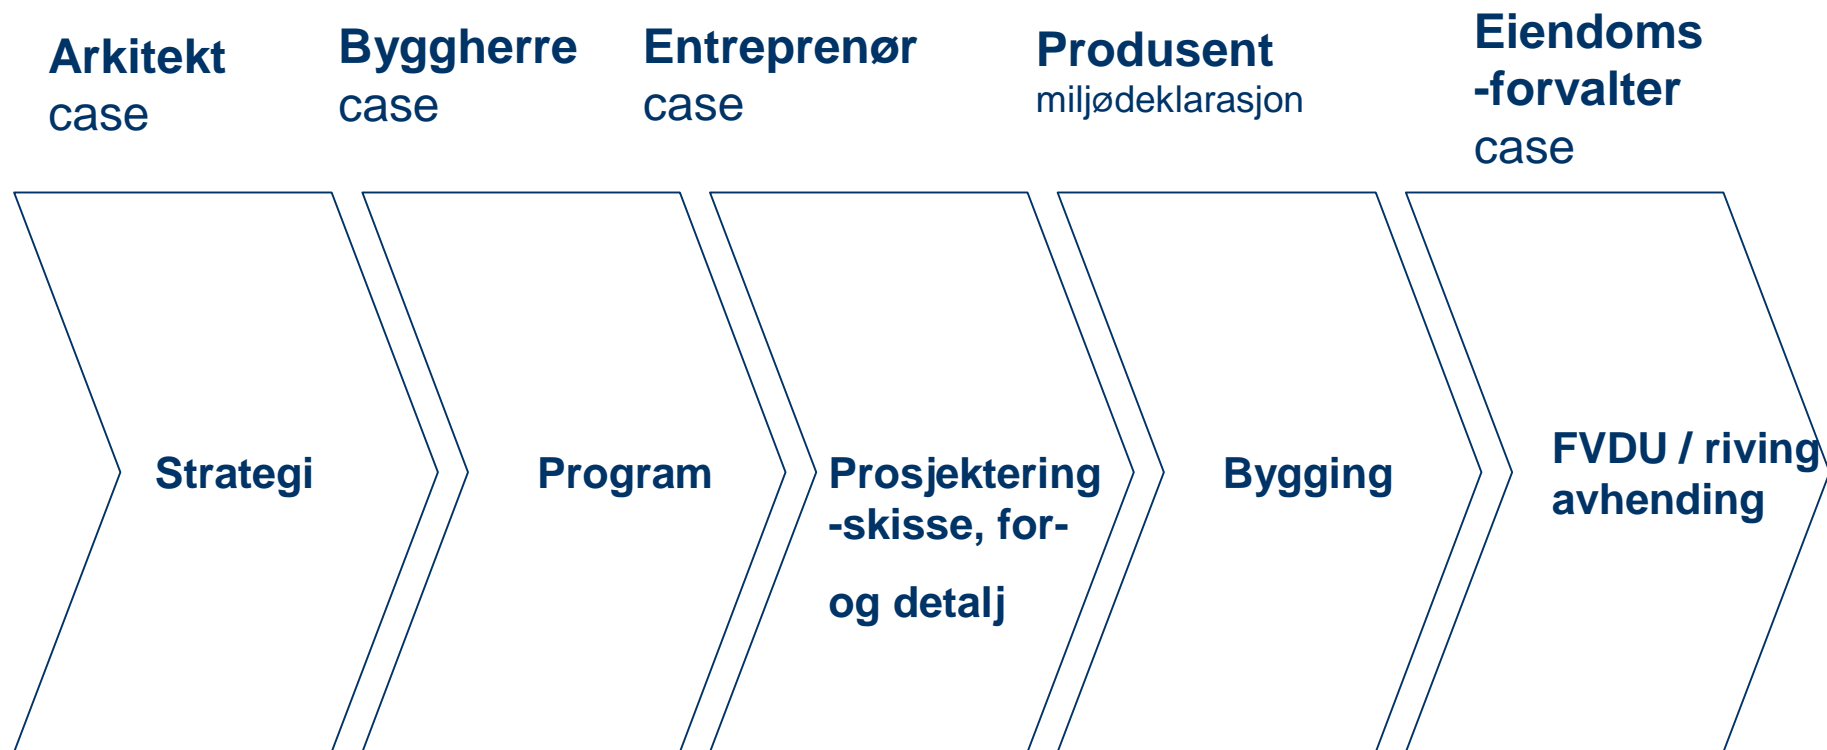 Arkitekt
case
Byggherre
case
Entreprenør
case
Produsent
miljødeklarasjon
Eiendoms
-forvalter
case
Strategi
Program
Prosjektering
-skisse, for-
og detalj
Bygging
FVDU / riving
avhending